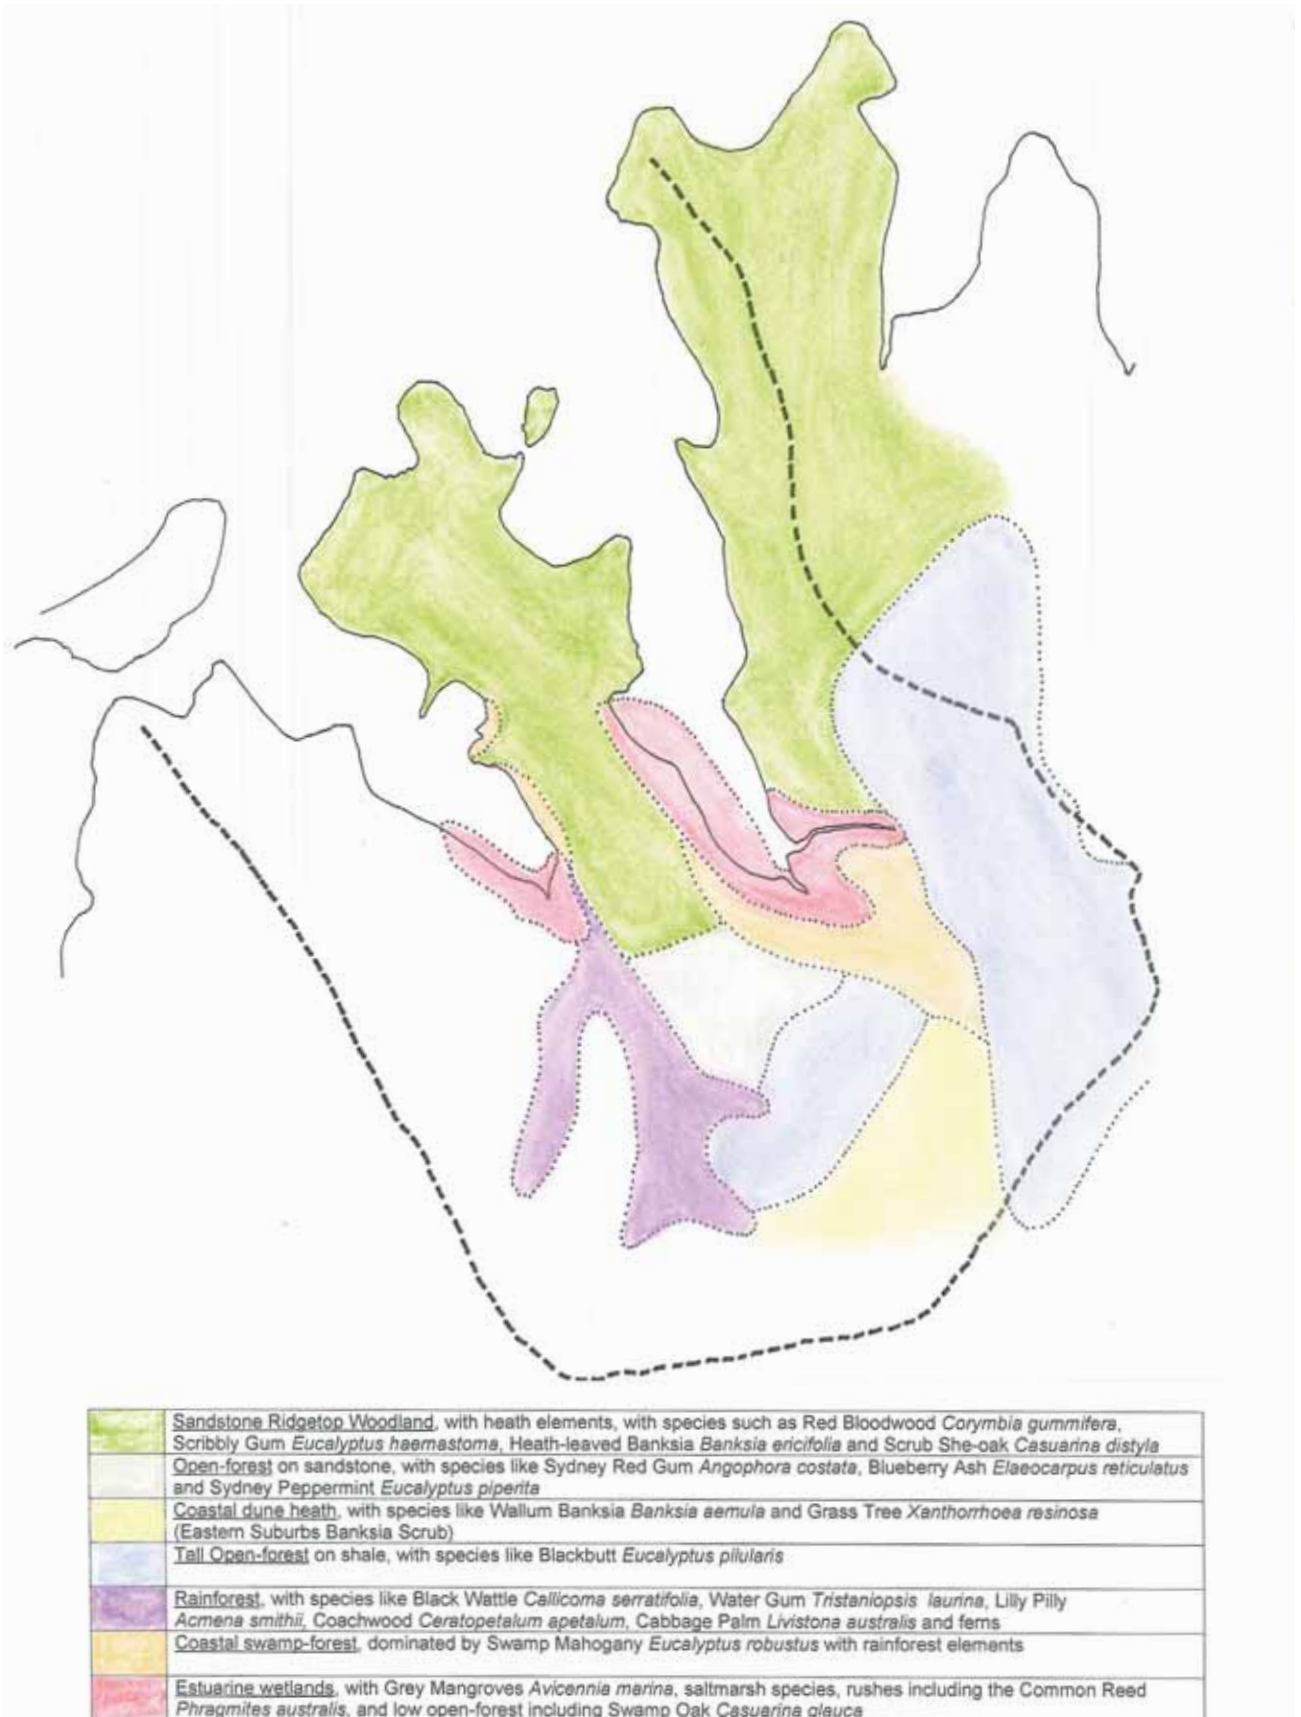 Sandstone Ridgetop Woodland, with heath elements, with species such as Red Bloodwood Corymbia gummifera,
Scribbly Gum Eucalyptus haemastoma, Heath-leaved Banksia Banksia ericifolia and Scrub She-oak Casuarina distyla
Open-forest on sandstone, with species like Sydney Red Gum Angophora costata, Blueberry Ash Elaeocarpus reticulatus
and Sydney Peppermint Eucalyptus piperita
Coastal dune heath, with species like Wallum Banksia Banksia aemula and Grass Tree Xanthorrhoea resinosa
(Eastern Suburbs Banksia Scrub)
Tall Open-forest on shale, with species like Blackbutt Eucalyptus pilularis
Rainforest, with species like Black Wattle Callicoma serratifolia, Water Gum Tristaniopsis laurina, Lilly Pilly
Acmena smithii, Coachwood Ceratopetalum apetalum, Cabbage Palm Livistona australis and ferns
Coastal swamp-forest, dominated by Swamp Mahogany Eucalyptus robustus with rainforest elements
Estuarine wetlands, with Grey Mangroves Avicennia marina, saltmarsh species, rushes including the Common Reed
Phragmites australis, and low open-forest including Swamp Oak Casuarina glauca